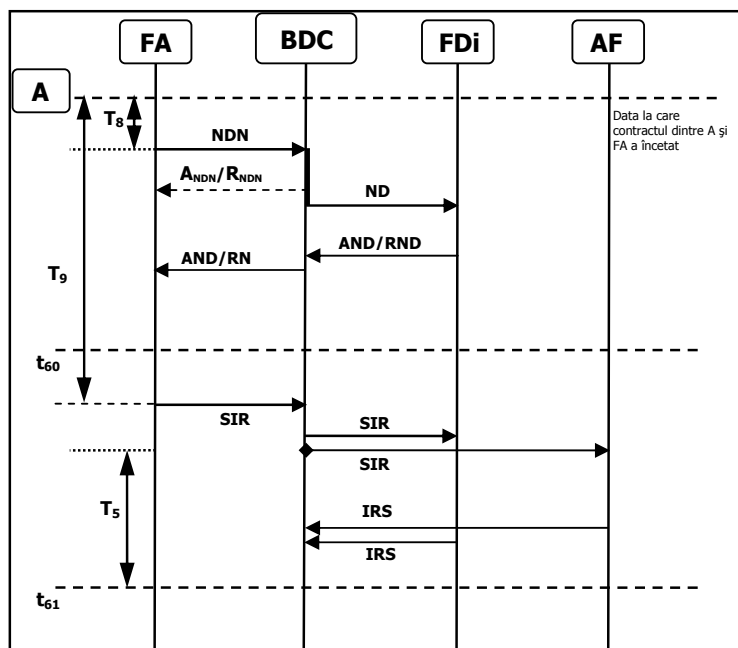 FA
BDC
FDi
AF
A
T8
Data la care
contractul dintre A și
FA a încetat
NDN
ANDN/RNDN
ND
AND/RND
AND/RN
T9
t60
SIR
SIR
SIR
T5
IRS
IRS
t61